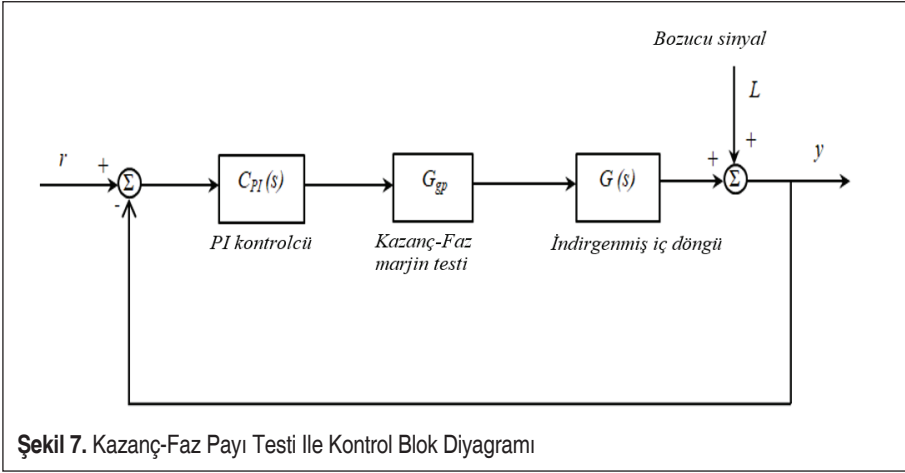 Bozucu sinyal
L
r
+
Σ
-
C_PI(s)
G_gp
G(s)
+
+
Σ
y
PI kontrolcü
Kazanç-Faz
marjin testi
İndirgenmiş iç döngü
Şekil 7. Kazanç-Faz Payı Testi Ile Kontrol Blok Diyagramı